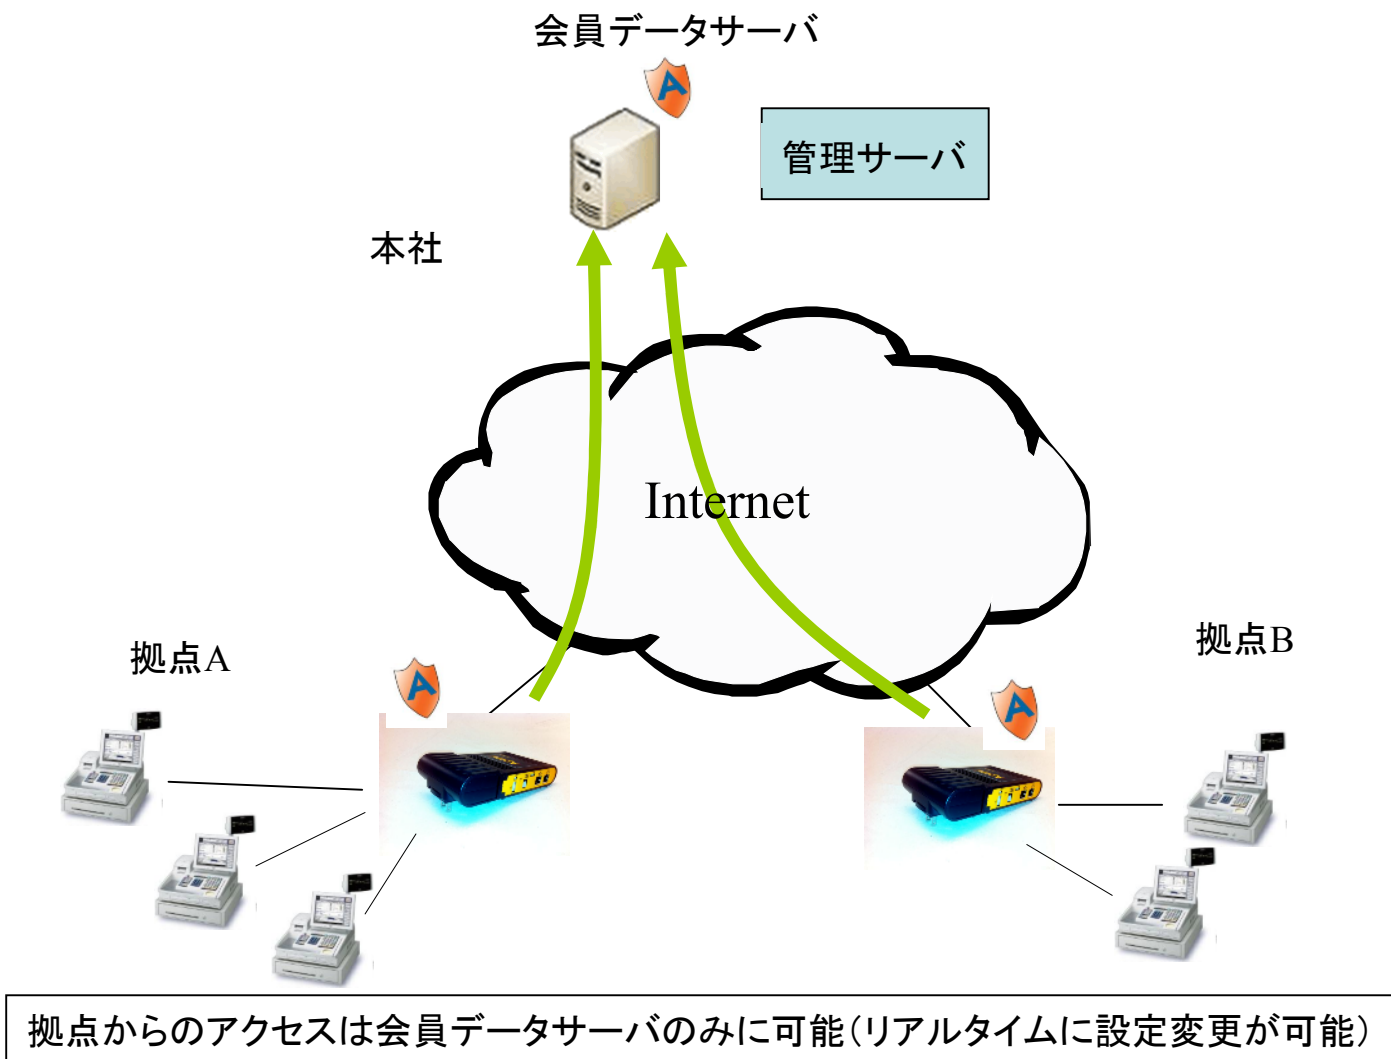 会員データサーバ
A
管理サーバ
本社
Internet
拠点A
拠点B
A
A
拠点からのアクセスは会員データサーバのみに可能(リアルタイムに設定変更が可能)